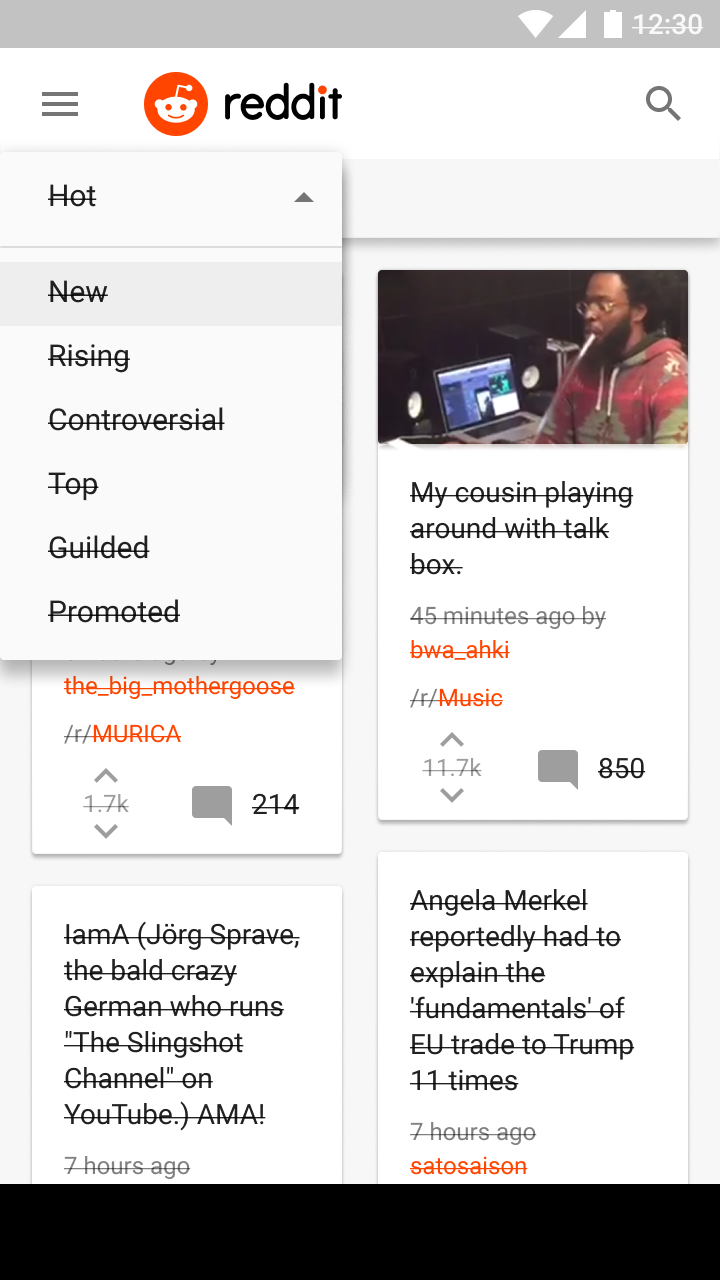 12:30
reddit
Hot
New
Rising
Controversial
Top
Guilded
Promoted
the_big_mothergoose
/r/MURICA
1.7k
214
IamA (Jörg Sprave,
the bald crazy
German who runs
"The Slingshot
Channel" on
YouTube.) AMA!
7 hours ago
My cousin playing
around with talk
box.
45 minutes ago by
bwa_ahki
/r/Music
11.7k
850
Angela Merkel
reportedly had to
explain the
'fundamentals' of
EU trade to Trump
11 times
7 hours ago
satosaison